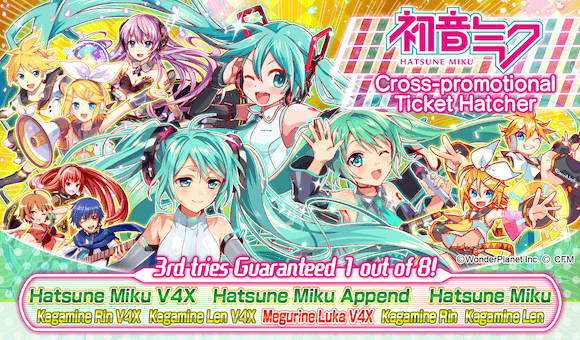 初音ミク
HATSUNE MIKU
Cross-promotional
Ticket Hatcher
©WonderPlanet Inc. © CFM
3rd tries Guaranteed 1 out of 8!
Hatsune Miku V4X Hatsune Miku Append Hatsune Miku
Kagamine Rin V4X Kagamine Len V4X Megurine Luka V4X Kagamine Rin Kagamine Len